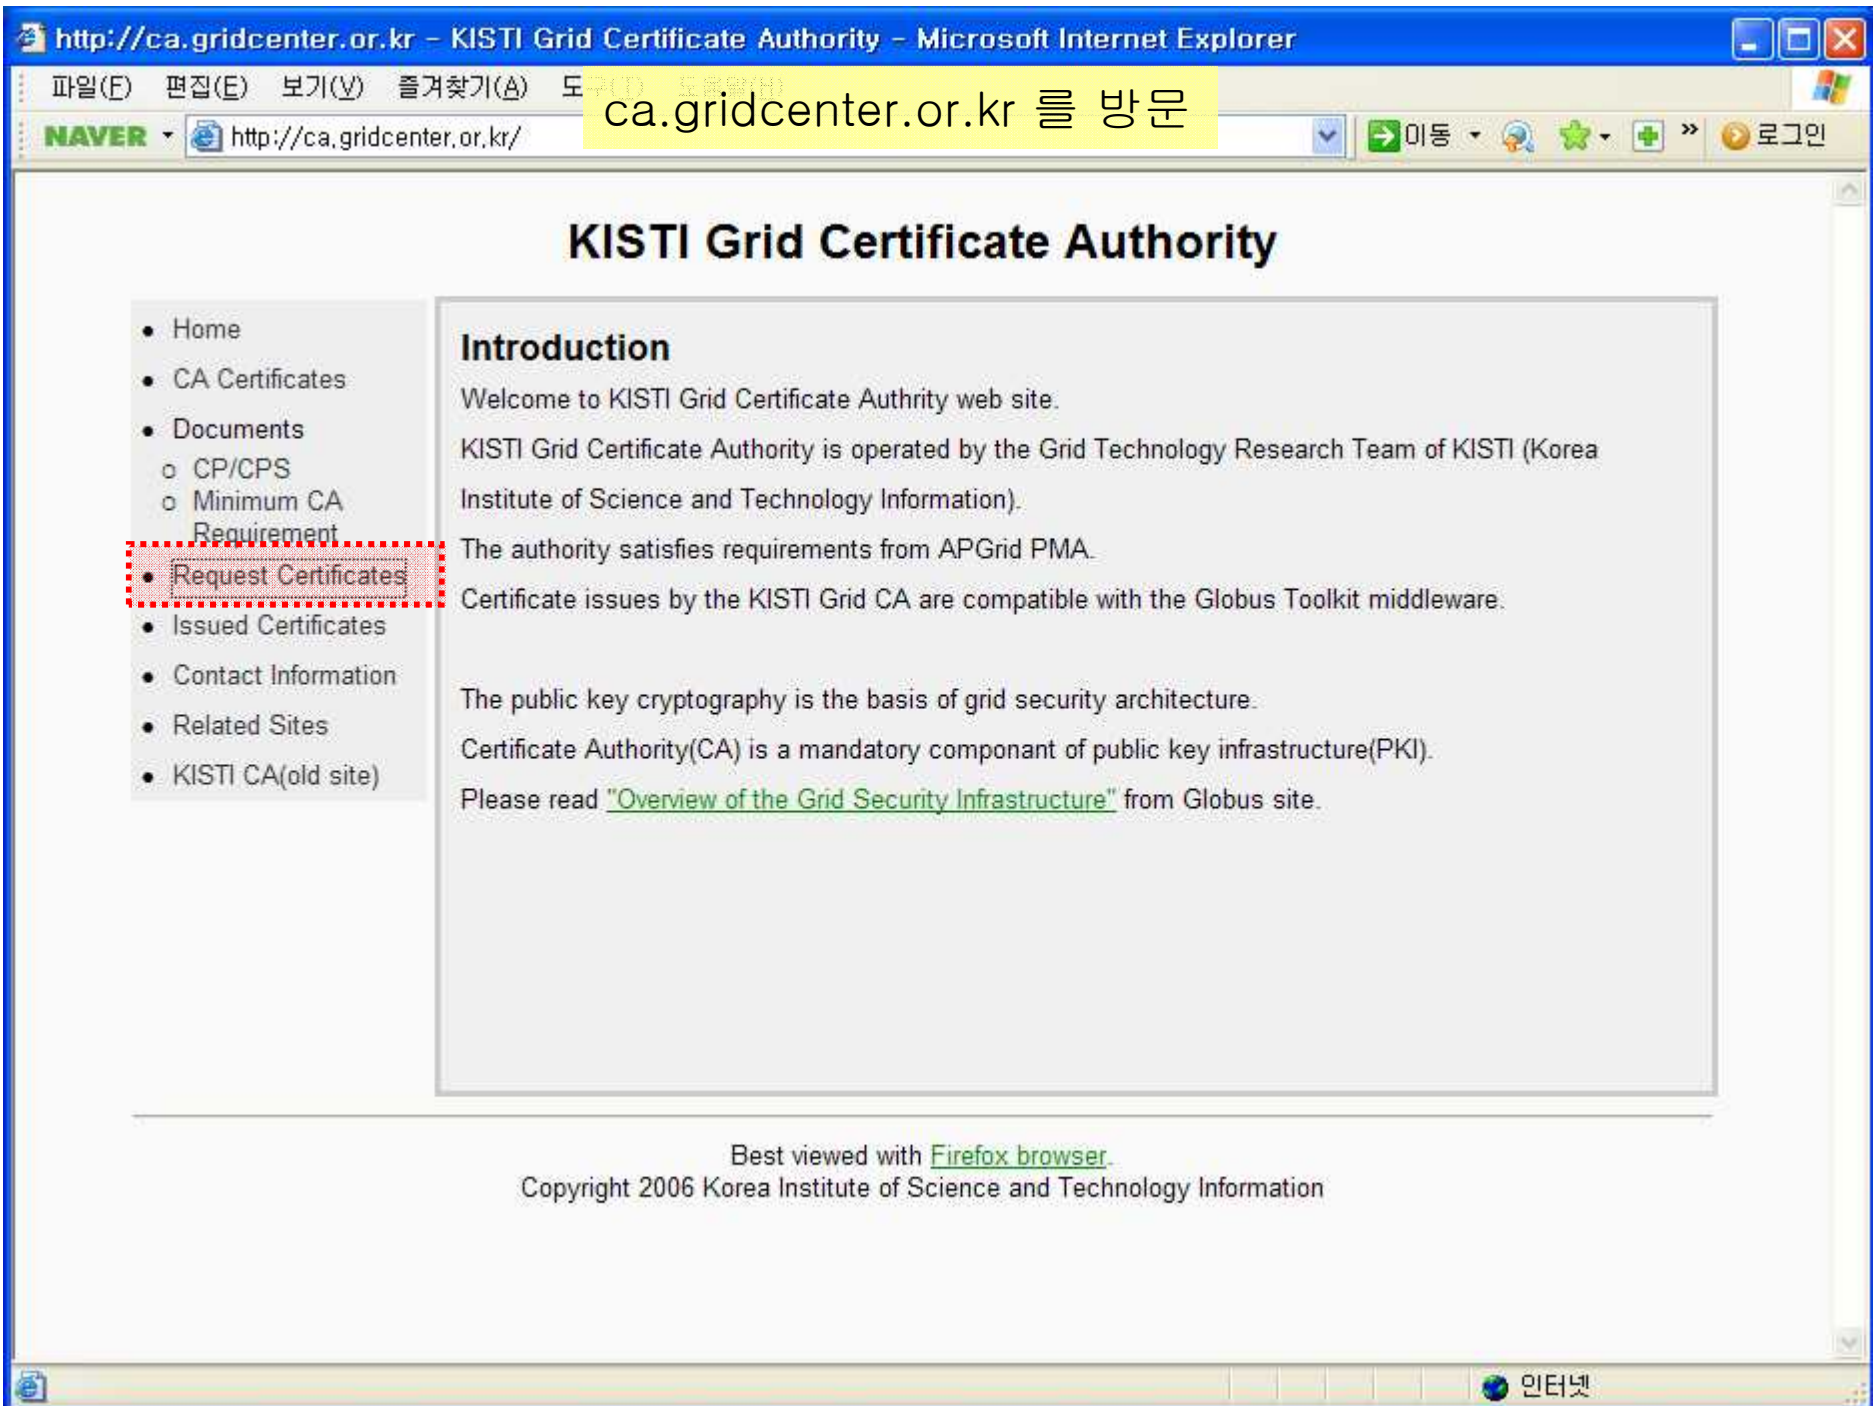 http://ca.gridcenter.or.kr - KISTI Grid Certificate Authority - Microsoft Internet Explorer
파일(F) 편집(E) 보기(V) 즐겨찾기(A) 도구(T) 도움말(H)
ca.gridcenter.or.kr 를 방문
NAVER http://ca.gridcenter.or.kr/ 이동 » 로그인
KISTI Grid Certificate Authority
Home
CA Certificates
Documents
CP/CPS
Minimum CA
Requirement
Request Certificates
Issued Certificates
Contact Information
Related Sites
KISTI CA(old site)
Introduction
Welcome to KISTI Grid Certificate Authrity web site.
KISTI Grid Certificate Authority is operated by the Grid Technology Research Team of KISTI (Korea
Institute of Science and Technology Information).
The authority satisfies requirements from APGrid PMA.
Certificate issues by the KISTI Grid CA are compatible with the Globus Toolkit middleware.
The public key cryptography is the basis of grid security architecture.
Certificate Authority(CA) is a mandatory componant of public key infrastructure(PKI).
Please read "Overview of the Grid Security Infrastructure" from Globus site.
Best viewed with Firefox browser.
Copyright 2006 Korea Institute of Science and Technology Information
인터넷